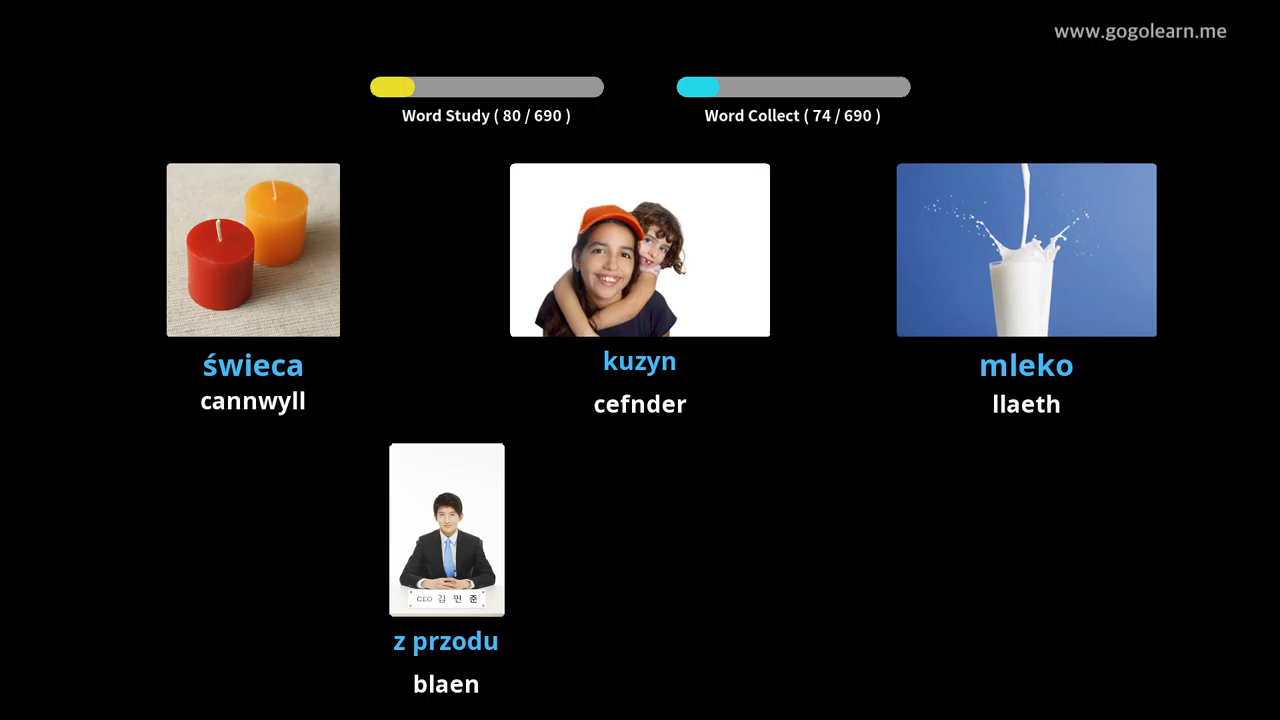 www.gogolearn.me
Word Study ( 80 / 690 )
Word Collect ( 74 / 690 )
świeca
cannwyll
kuzyn
cefnder
mleko
llaeth
CEO 김 민 준
z przodu
blaen